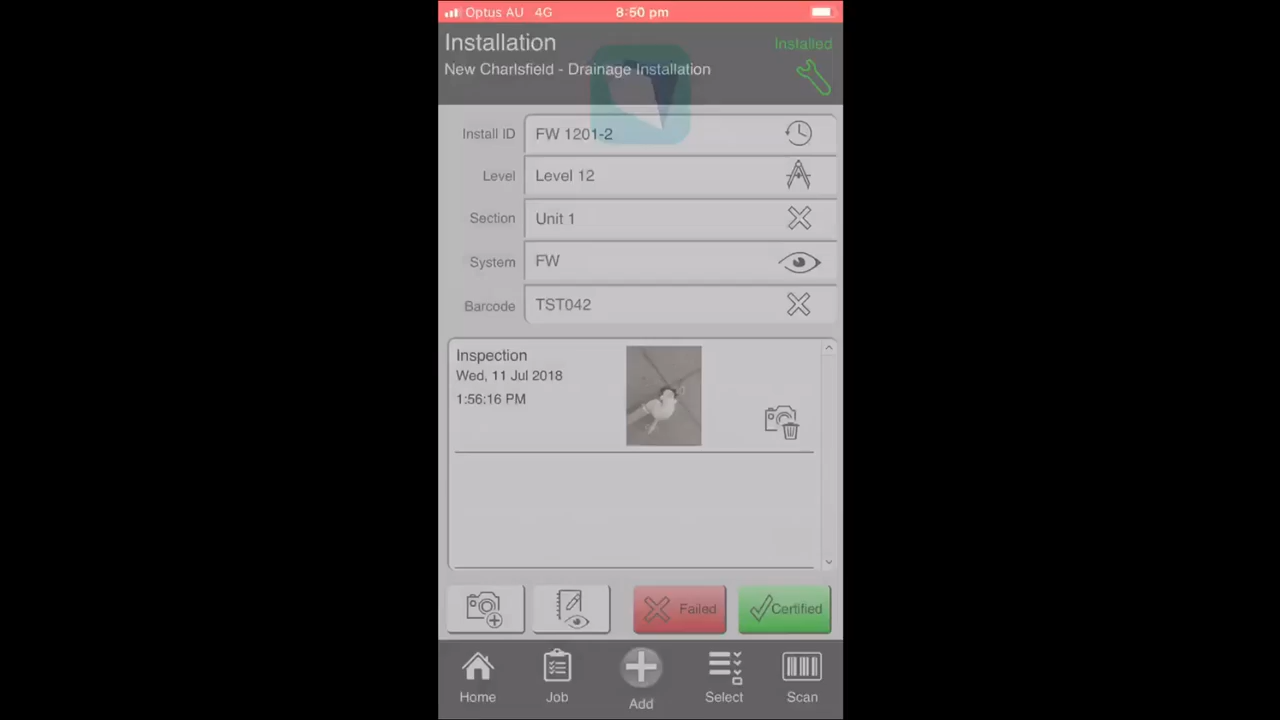 Optus AU 4G 8:50 pm
Installation Installed
New Charlsfield - Drainage Installation
Install ID FW 1201-2
Level Level 12
Section Unit 1
System FW
Barcode TST042
Inspection
Wed, 11 Jul 2018
1:56:16 PM
Failed Certified
Home Job Add Select Scan